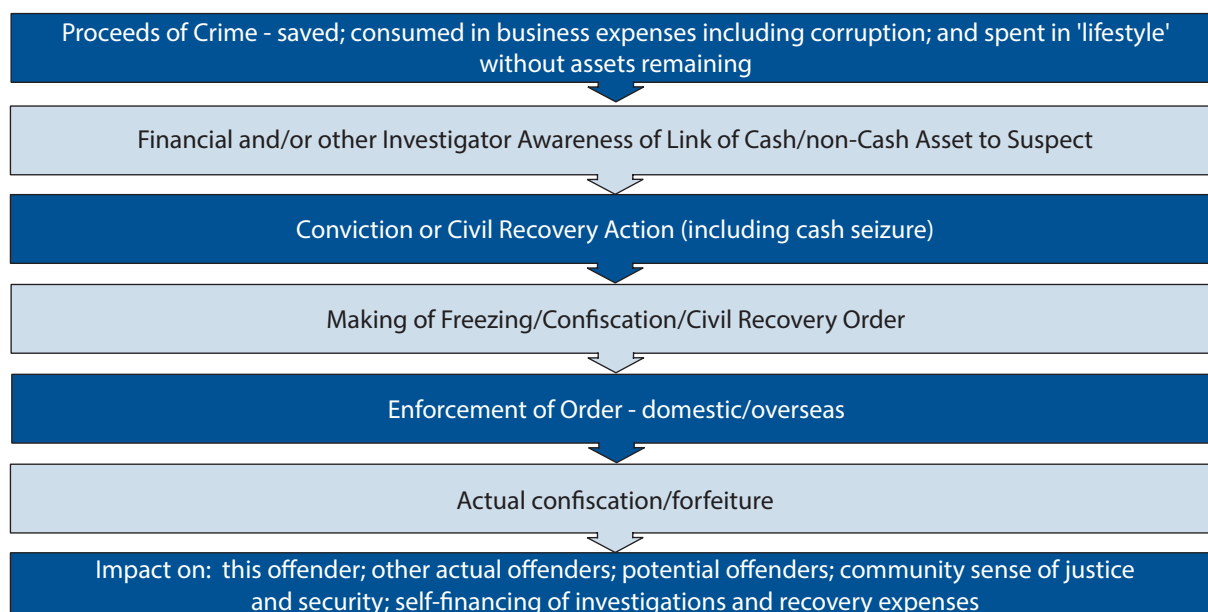 Proceeds of Crime - saved; consumed in business expenses including corruption; and spent in 'lifestyle'
without assets remaining
Financial and/or other Investigator Awareness of Link of Cash/non-Cash Asset to Suspect
Conviction or Civil Recovery Action (including cash seizure)
Making of Freezing/Confiscation/Civil Recovery Order
Enforcement of Order - domestic/overseas
Actual confiscation/forfeiture
Impact on: this offender; other actual offenders; potential offenders; community sense of justice
and security; self-financing of investigations and recovery expenses